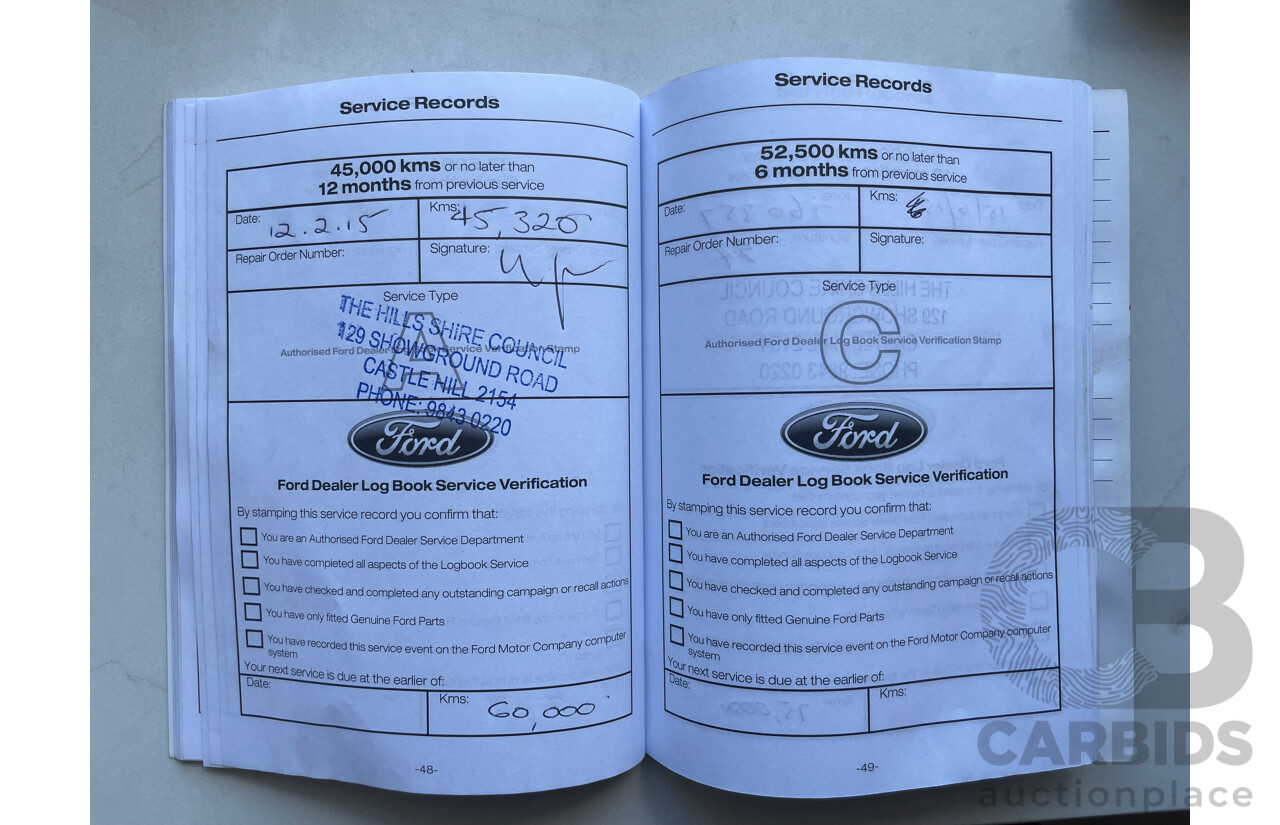 Service Records
45,000 kms or no later than
12 months from previous service
Date: 12.2.15
Kms: 45,320
Repair Order Number:
Signature:
Service Type
A
Authorised Ford Dealer Log Book Service Verification Stamp
THE HILLS SHIRE COUNCIL
129 SHOWGROUND ROAD
CASTLE HILL 2154
PHONE: 9843 0220
Ford
Ford Dealer Log Book Service Verification
By stamping this service record you confirm that:
You are an Authorised Ford Dealer Service Department
You have completed all aspects of the Logbook Service
You have checked and completed any outstanding campaign or recall actions
You have only fitted Genuine Ford Parts
You have recorded this service event on the Ford Motor Company computer
system
Your next service is due at the earlier of:
Date:
Kms: 60,000
-48-
Service Records
52,500 kms or no later than
6 months from previous service
Date:
Kms:
Repair Order Number:
Signature:
Service Type
C
Authorised Ford Dealer Log Book Service Verification Stamp
Ford
Ford Dealer Log Book Service Verification
By stamping this service record you confirm that:
You are an Authorised Ford Dealer Service Department
You have completed all aspects of the Logbook Service
You have checked and completed any outstanding campaign or recall actions
You have only fitted Genuine Ford Parts
You have recorded this service event on the Ford Motor Company computer
system
Your next service is due at the earlier of:
Date:
Kms:
-49-
CB
CARBIDS
auctionplace